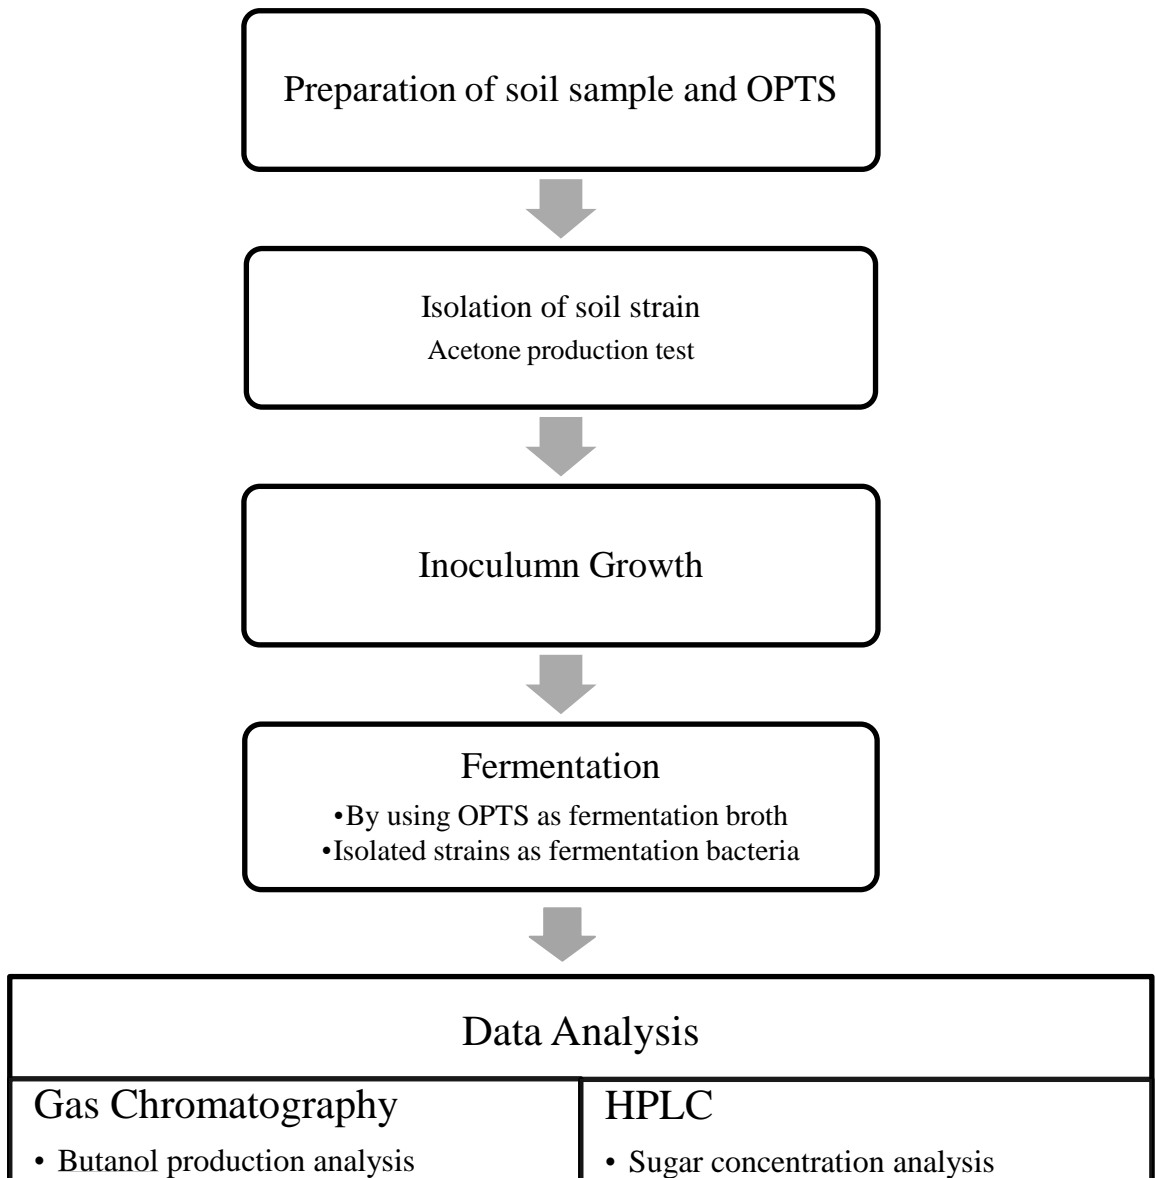 Preparation of soil sample and OPTS
Isolation of soil strain
Acetone production test
Inoculumn Growth
Fermentation
•By using OPTS as fermentation broth
•Isolated strains as fermentation bacteria
Data Analysis
Gas Chromatography
• Butanol production analysis
HPLC
• Sugar concentration analysis